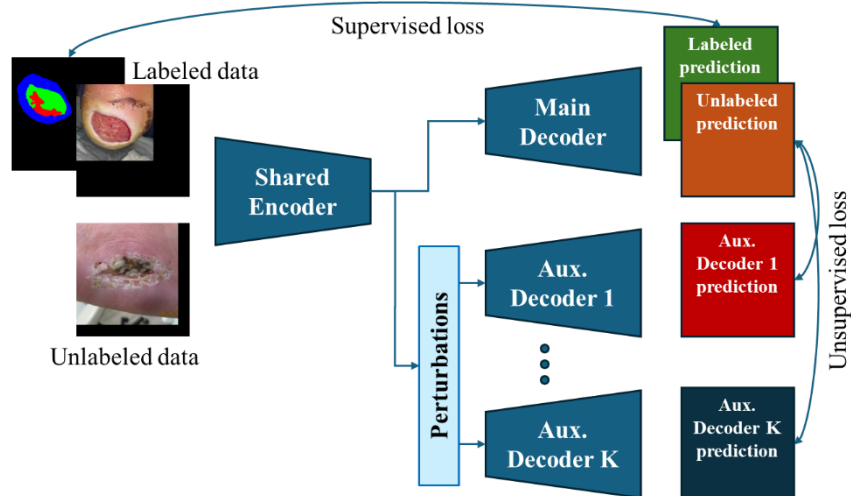 Supervised loss
Labeled data
Labeled
prediction
Unlabeled
prediction
Main
Decoder
Shared
Encoder
Unlabeled data
Perturbations
Aux.
Decoder 1
Aux.
Decoder 1
prediction
Unsupervised loss
Aux.
Decoder K
Aux.
Decoder K
prediction